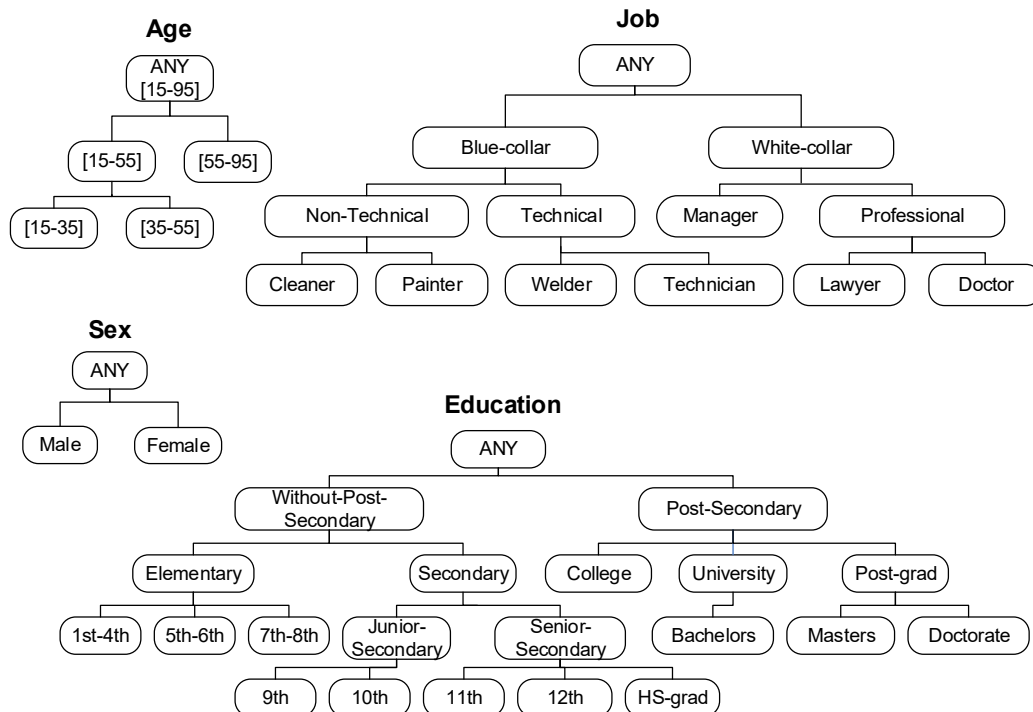 Age
ANY
[15-95]
[15-55]
[55-95]
[15-35]
[35-55]
Job
ANY
Blue-collar
White-collar
Non-Technical
Technical
Manager
Professional
Cleaner
Painter
Welder
Technician
Lawyer
Doctor
Sex
ANY
Male
Female
Education
ANY
Without-Post-
Secondary
Post-Secondary
Elementary
Secondary
College
University
Post-grad
1st-4th
5th-6th
7th-8th
Junior-
Secondary
Senior-
Secondary
Bachelors
Masters
Doctorate
9th
10th
11th
12th
HS-grad